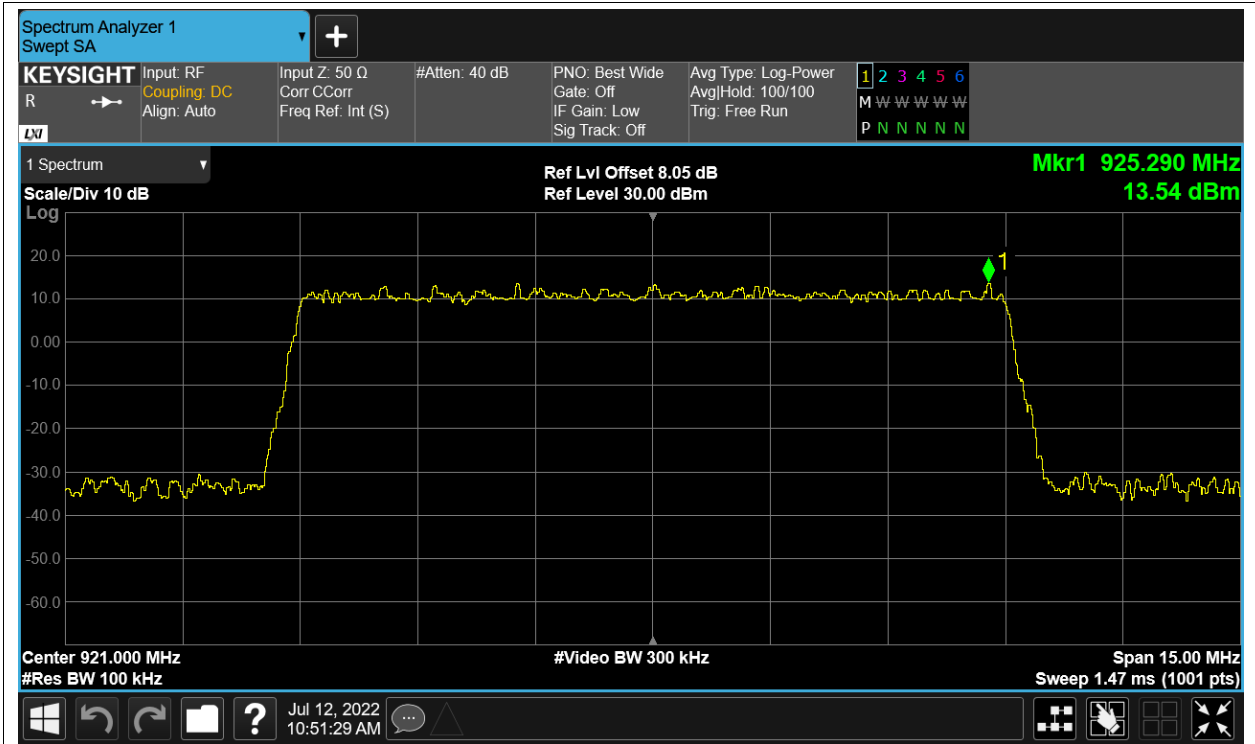 Spectrum Analyzer 1
Swept SA
+
KEYSIGHT
R
LXI
Input: RF
Coupling: DC
Align: Auto
Input Z: 50 Ω
Corr CCorr
Freq Ref: Int (S)
#Atten: 40 dB
PNO: Best Wide
Gate: Off
IF Gain: Low
Sig Track: Off
Avg Type: Log-Power
Avg|Hold: 100/100
Trig: Free Run
1 2 3 4 5 6
M W W W W W
P N N N N N
1 Spectrum
Scale/Div 10 dB
Log
Ref Lvl Offset 8.05 dB
Ref Level 30.00 dBm
Mkr1 925.290 MHz
13.54 dBm
1
20.0
10.0
0.00
-10.0
-20.0
-30.0
-40.0
-50.0
-60.0
Center 921.000 MHz
#Res BW 100 kHz
#Video BW 300 kHz
Span 15.00 MHz
Sweep 1.47 ms (1001 pts)
?
Jul 12, 2022
10:51:29 AM